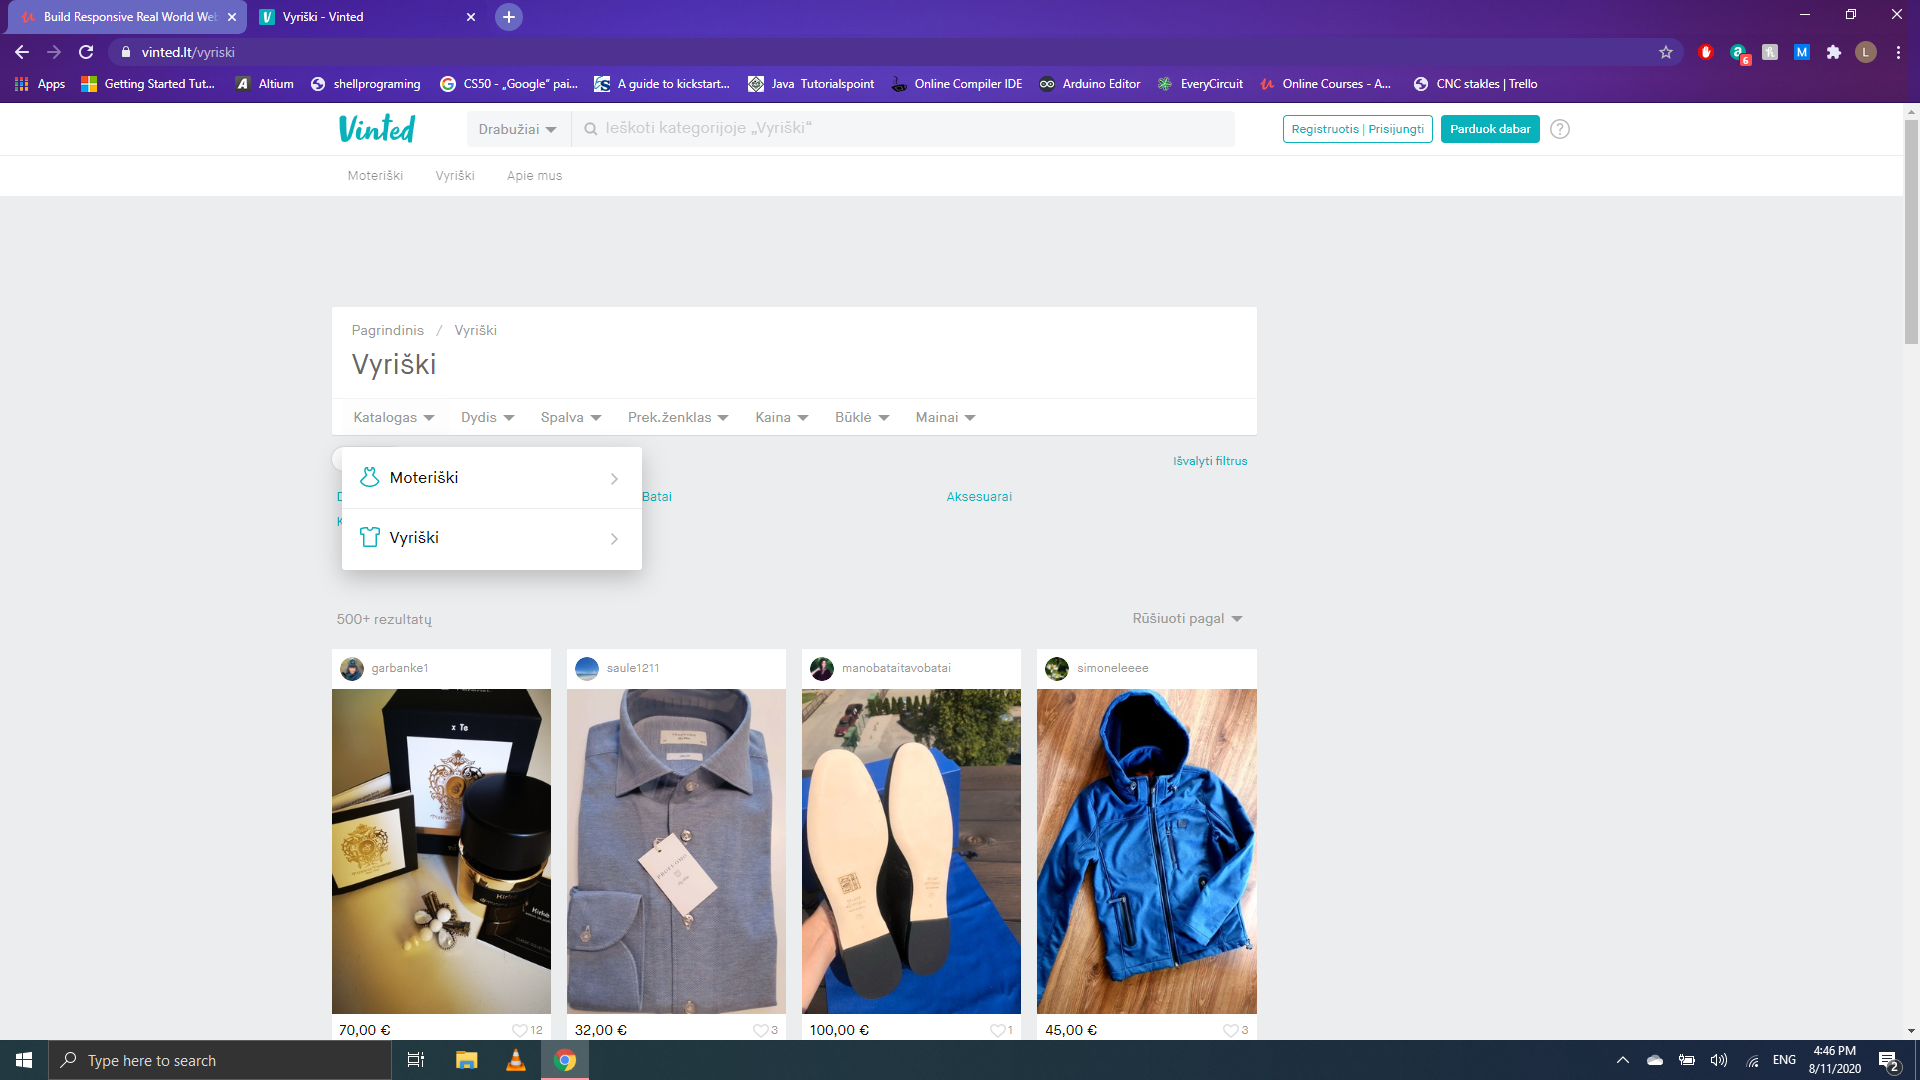 Build Responsive Real World Web
Vyriški - Vinted
vinted.lt/vyriski
6
L
Apps
Getting Started Tut...
Altium
shellprograming
CS50 - „Google“ pai...
A guide to kickstart...
Java Tutorialspoint
Online Compiler IDE
Arduino Editor
EveryCircuit
Online Courses - A...
CNC stakles | Trello
Vinted
Drabužiai
Ieškoti kategorijoje „Vyriški“
Registruotis | Prisijungti
Parduok dabar
?
Moteriški
Vyriški
Apie mus
Pagrindinis / Vyriški
Vyriški
Katalogas
Dydis
Spalva
Prek.ženklas
Kaina
Būklė
Mainai
Moteriški
Vyriški
Išvalyti filtrus
Batai
Aksesuarai
500+ rezultatų
Rūšiuoti pagal
garbanke1
saule1211
manobataitavobatai
simoneleeee
x Te
Kirkè
70,00 €
12
32,00 €
3
100,00 €
1
45,00 €
3
Type here to search
ENG
4:46 PM
8/11/2020
2